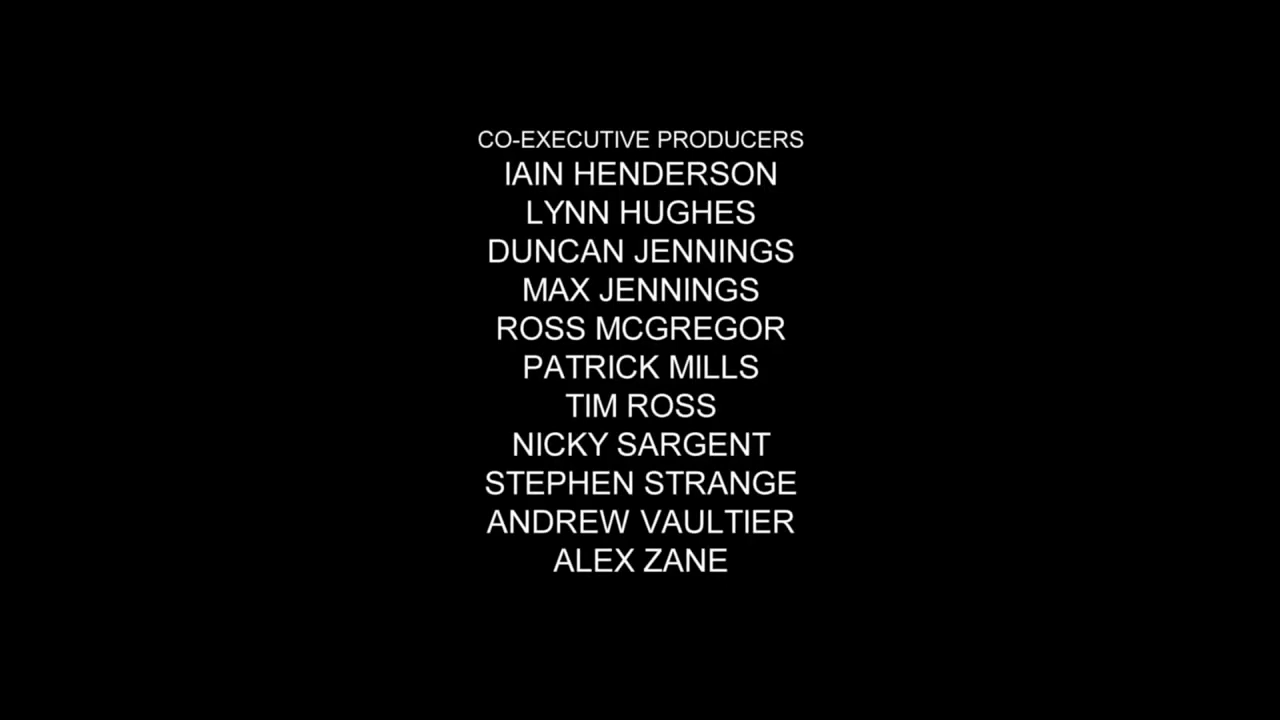 CO-EXECUTIVE PRODUCERS
IAIN HENDERSON
LYNN HUGHES
DUNCAN JENNINGS
MAX JENNINGS
ROSS MCGREGOR
PATRICK MILLS
TIM ROSS
NICKY SARGENT
STEPHEN STRANGE
ANDREW VAULTIER
ALEX ZANE